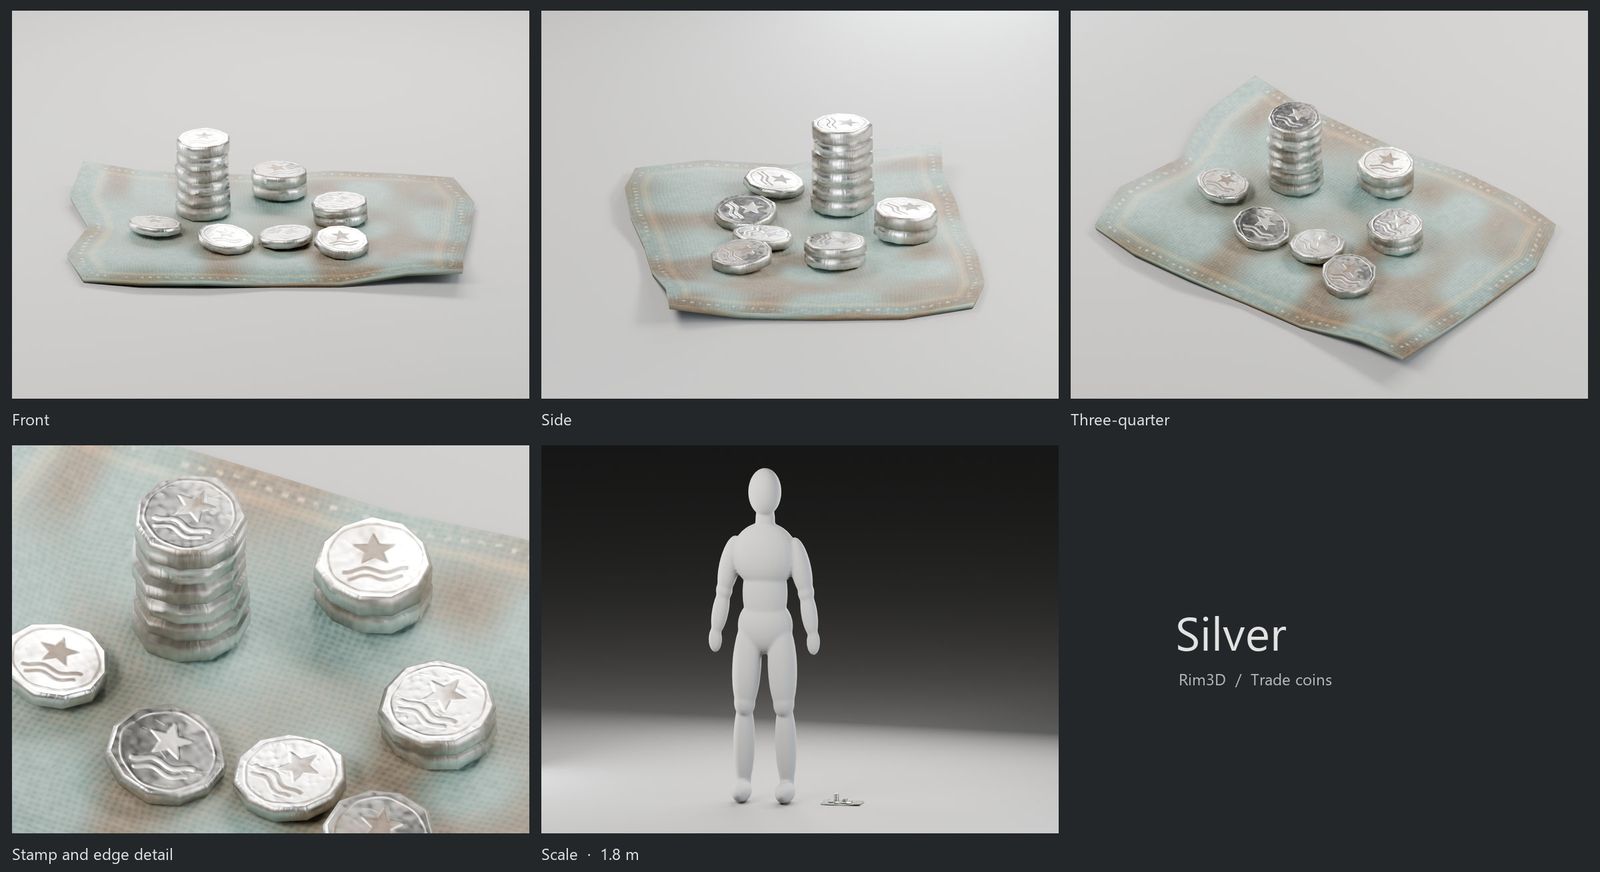 Front
Side
Three-quarter
Stamp and edge detail
Scale · 1.8 m
Silver
Rim3D / Trade coins